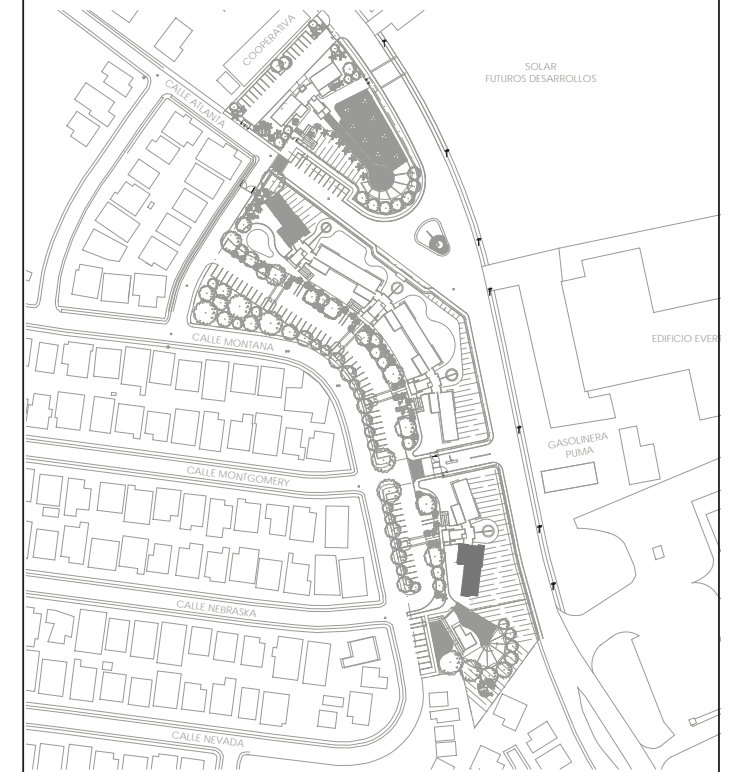 COOPERATIVA
SOLAR
FUTUROS DESARROLLOS
CALLE ATLANTA
EDIFICIO EVER
CALLE MONTANA
GASOLINERA
PUMA
CALLE MONTGOMERY
CALLE NEBRASKA
CALLE NEVADA